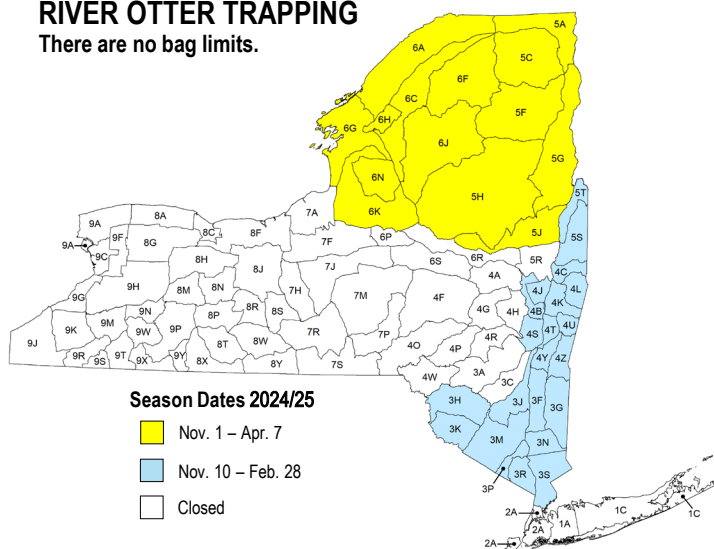 RIVER OTTER TRAPPING
There are no bag limits.
5A
6A
5C
6F
6C
5F
6H
6G
6J
5G
6N
5H
5T
6K
7A
8A
9A
5J
5S
8C
8F
9F
6P
9A
8G
7F
9C
6R
5R
6S
8H
7J
8J
4C
4A
9H
8M
8N
7H
7M
4F
4J
4L
9G
4K
8R
9N
8S
4G
4H
4B
9M
8P
4U
9K
9W
9P
7R
4S
4T
7P
4R
9J
8T
8W
4O
4P
9R
9S
9T
9X
9Y
8X
8Y
7S
4Y
4Z
3A
4W
3C
3H
3J
3F
3G
3K
3M
3N
3P
3R
3S
2A
2A
1A
1C
1C
2A
Season Dates 2024/25
Nov. 1 – Apr. 7
Nov. 10 – Feb. 28
Closed